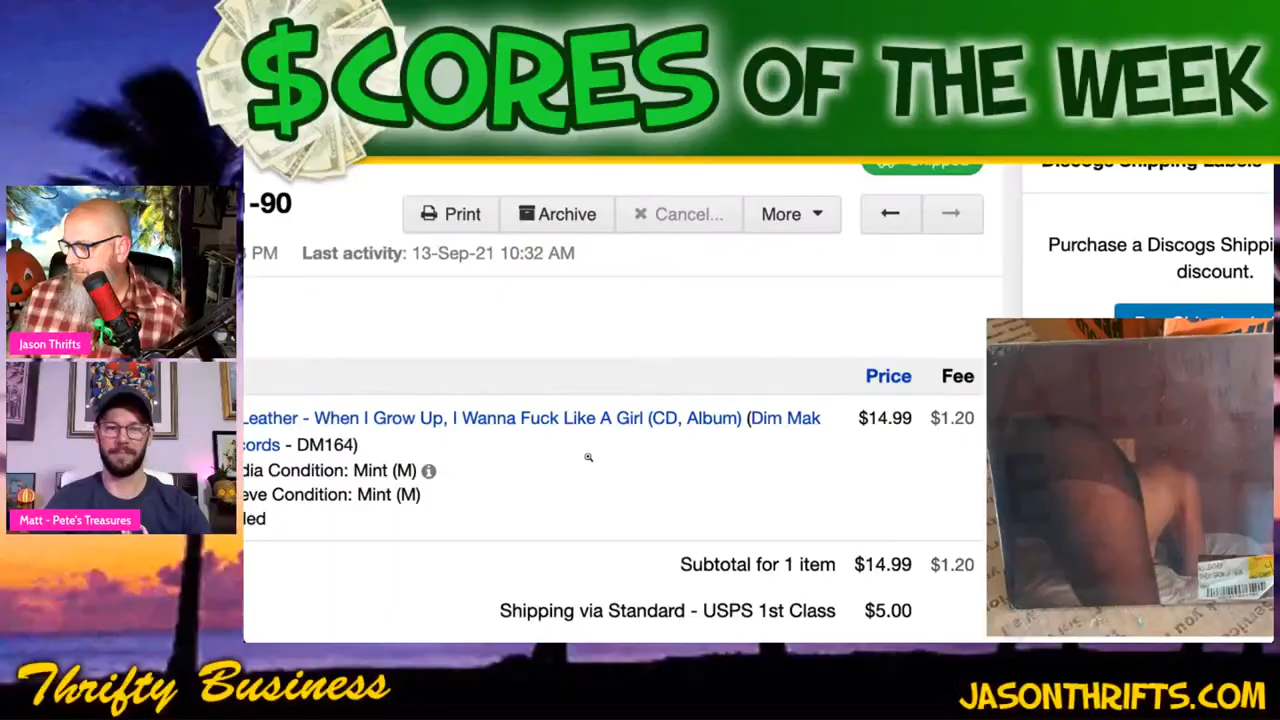 $CORES OF THE WEEK
Discogs Shipping Labels
-90
Print
Archive
Cancel...
More
PM Last activity: 13-Sep-21 10:32 AM
Purchase a Discogs Shippi
discount.
Jason Thrifts
Price Fee
Leather - When I Grow Up, I Wanna Fuck Like A Girl (CD, Album) (Dim Mak $14.99 $1.20
ords - DM164)
dia Condition: Mint (M)
eve Condition: Mint (M)
led
Matt - Pete's Treasures
Subtotal for 1 item $14.99 $1.20
Shipping via Standard - USPS 1st Class $5.00
Thrifty Business
JASONTHRIFTS.COM